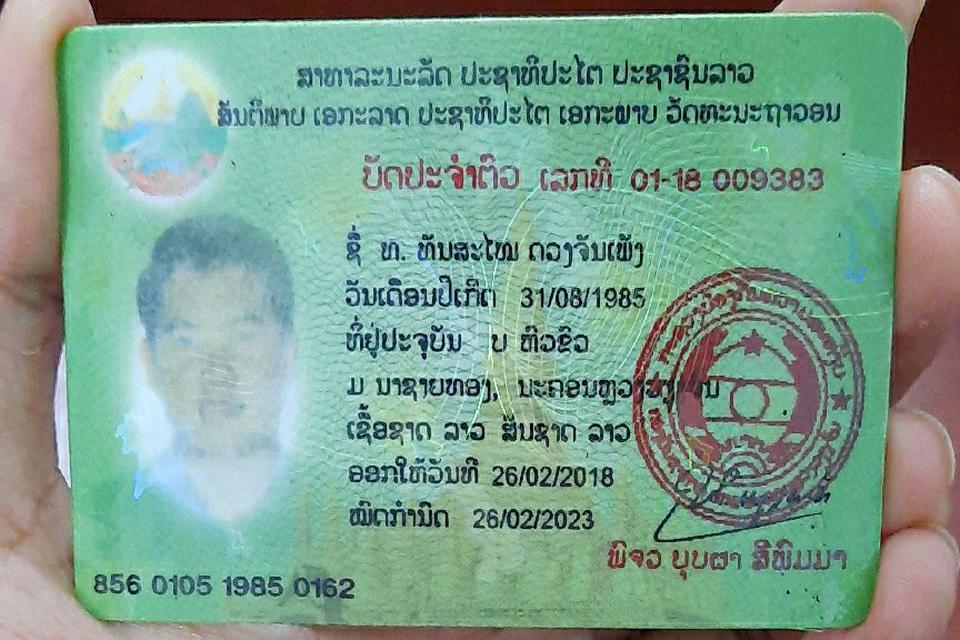 ສາທາລະນະລັດ ປະຊາທິປະໄຕ ປະຊາຊົນລາວ
ສັນຕິພາບ ເອກະລາດ ປະຊາທິປະໄຕ ເອກະພາບ ວັດທະນະຖາວອນ
ບັດປະຈຳຕົວ ເລກທີ 01-18 009383
ຊື່ ທ. ທັນສະໄໝ ດວງຈັນເພັງ
ວັນເດືອນປີເກີດ 31/08/1985
ທີ່ຢູ່ປະຈຸບັນ ບ ຫົວຂົວ
ມ ນາຊາຍທອງ, ນະຄອນຫຼວງວຽງຈັນ
ເຊື້ອຊາດ ລາວ ສັນຊາດ ລາວ
ອອກໃຫ້ວັນທີ 26/02/2018
ໝົດກຳນົດ 26/02/2023
ພົຈວ ບຸບຜາ ສີພົມມາ
856 0105 1985 0162